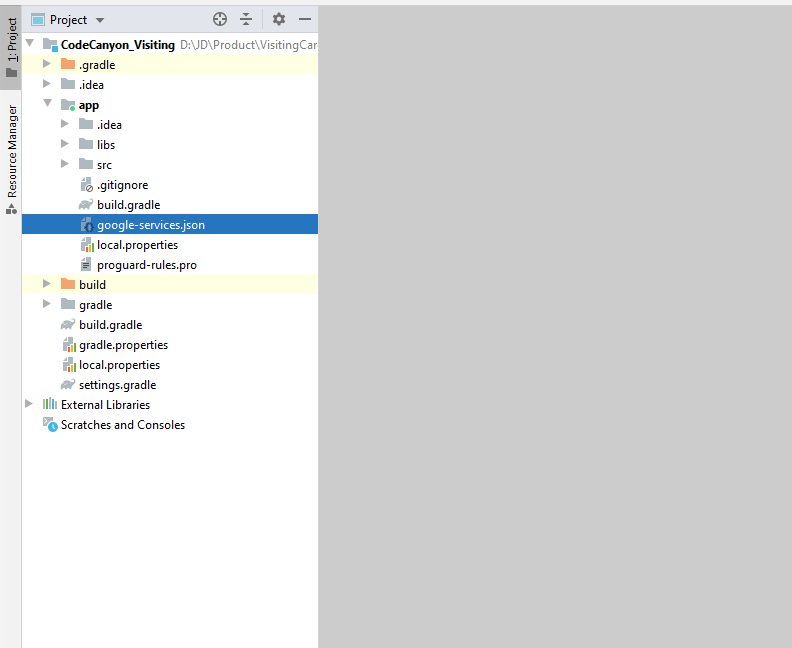 1: Project
Resource Manager
Project
CodeCanyon_Visiting D:\JD\Product\VisitingCar
.gradle
.idea
app
.idea
libs
src
.gitignore
build.gradle
google-services.json
local.properties
proguard-rules.pro
build
gradle
build.gradle
gradle.properties
local.properties
settings.gradle
External Libraries
Scratches and Consoles